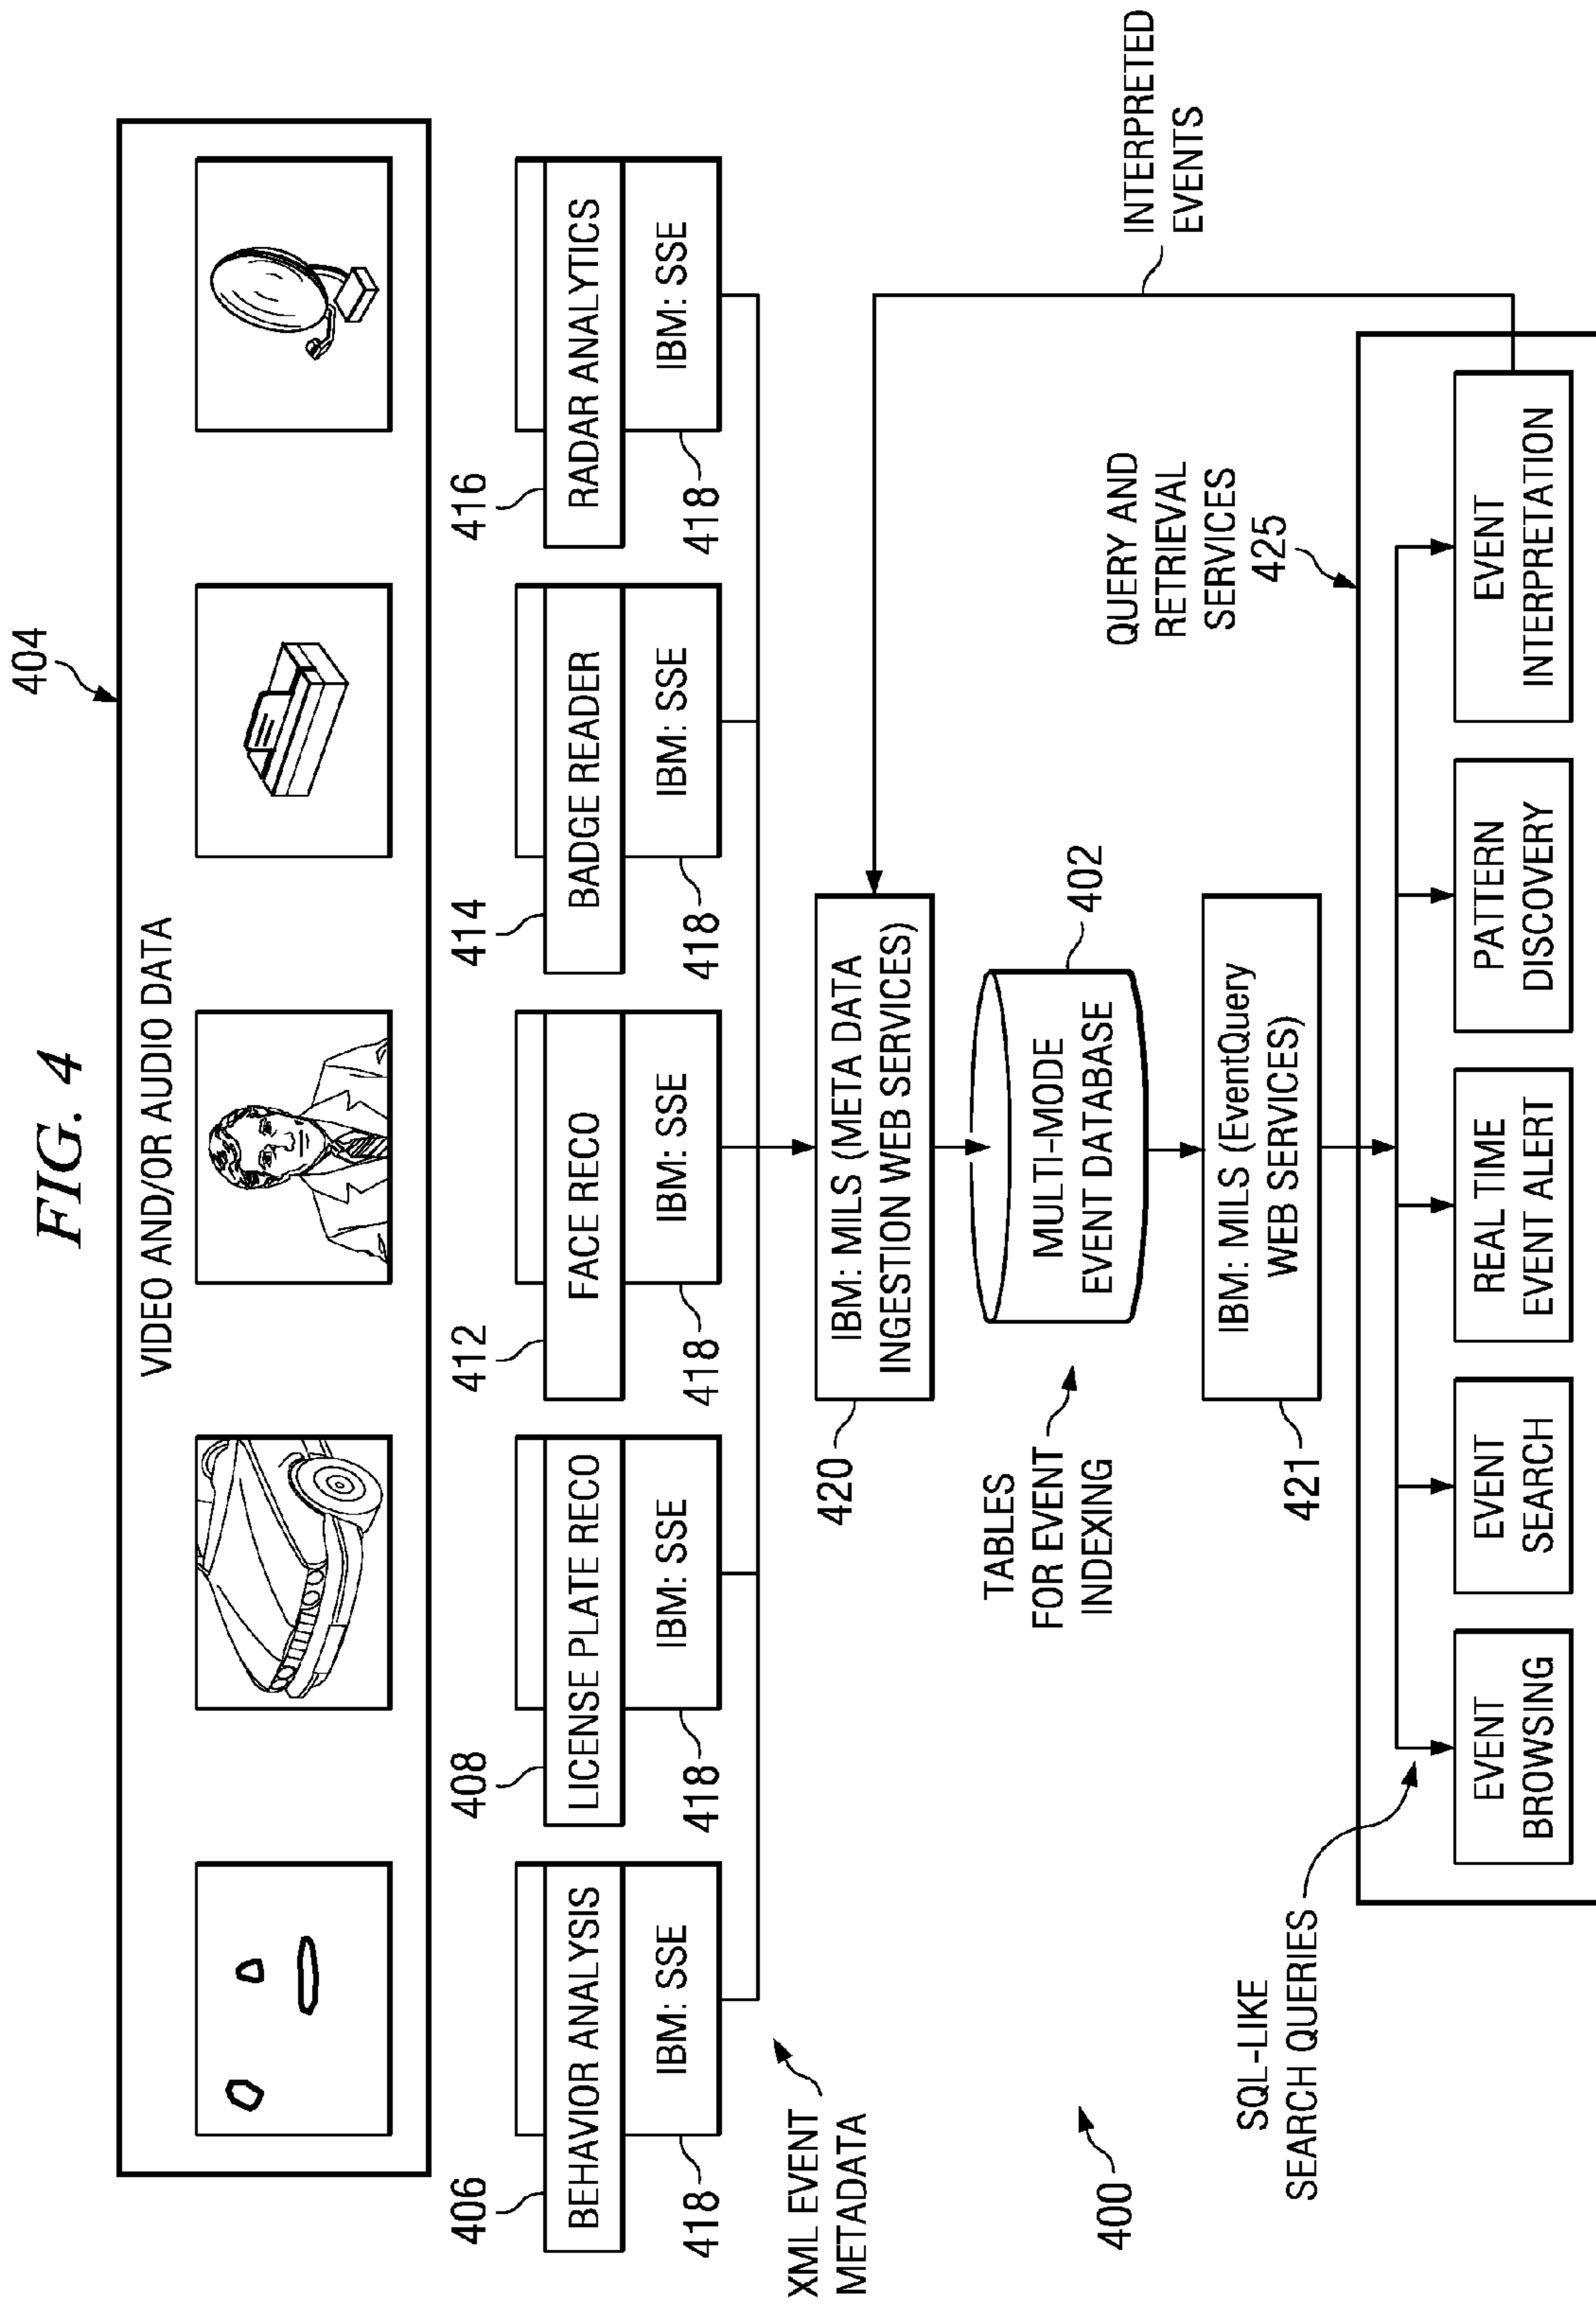 FIG. 4
404
VIDEO AND/OR AUDIO DATA
406
408
412
414
416
BEHAVIOR ANALYSIS
LICENSE PLATE RECO
FACE RECO
BADGE READER
RADAR ANALYTICS
IBM: SSE
IBM: SSE
IBM: SSE
IBM: SSE
IBM: SSE
418
418
418
418
418
XML EVENT
METADATA
420
IBM: MILS (META DATA
INGESTION WEB SERVICES)
TABLES
FOR EVENT
INDEXING
MULTI-MODE
EVENT DATABASE
402
400
INTERPRETED
EVENTS
QUERY AND
RETRIEVAL
SERVICES
425
421
IBM: MILS (EventQuery
WEB SERVICES)
SQL-LIKE
SEARCH QUERIES
EVENT
BROWSING
EVENT
SEARCH
REAL TIME
EVENT ALERT
PATTERN
DISCOVERY
EVENT
INTERPRETATION